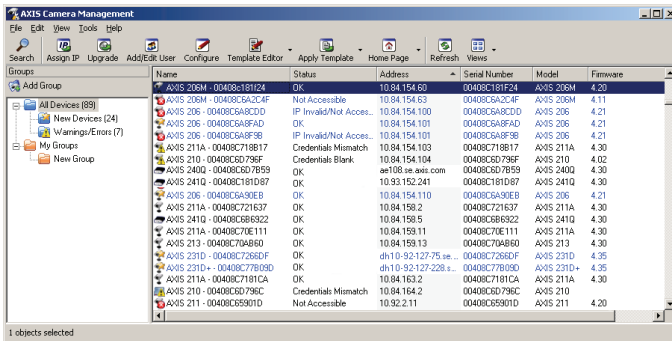 AXIS Camera Management
File Edit View Tools Help
Search Assign IP Upgrade Add/Edit User Configure Template Editor Apply Template Home Page Refresh Views
Groups
Add Group
All Devices (89)
New Devices (24)
Warnings/Errors (7)
My Groups
New Group
Name Status Address Serial Number Model Firmware
AXIS 206M - 00408c181f24 OK 10.84.154.60 00408C181F24 AXIS 206M 4.20
AXIS 206M - 00408C6A2C4F Not Accessible 10.84.154.63 00408C6A2C4F AXIS 206M 4.11
AXIS 206 - 00408C6A8CDD IP Invalid/Not Acces... 10.84.154.100 00408C6A8CDD AXIS 206 4.21
AXIS 206 - 00408C6A8FAD OK 10.84.154.101 00408C6A8FAD AXIS 206 4.21
AXIS 206 - 00408C6A8F9B IP Invalid/Not Acces... 10.84.154.101 00408C6A8F9B AXIS 206 4.21
AXIS 211A - 00408C718B17 Credentials Mismatch 10.84.154.103 00408C718B17 AXIS 211A 4.30
AXIS 210 - 00408C6D796F Credentials Blank 10.84.154.104 00408C6D796F AXIS 210 4.02
AXIS 240Q - 00408C6D7B59 OK ae108.se.axis.com 00408C6D7B59 AXIS 240Q 4.30
AXIS 241Q - 00408C181D87 OK 10.93.152.241 00408C181D87 AXIS 241Q 4.30
AXIS 206 - 00408C6A90EB OK 10.84.154.110 00408C6A90EB AXIS 206 4.21
AXIS 211A - 00408C721637 OK 10.84.158.2 00408C721637 AXIS 211A 4.30
AXIS 241Q - 00408C6B6922 OK 10.84.158.5 00408C6B6922 AXIS 241Q 4.30
AXIS 211A - 00408C70E111 OK 10.84.159.11 00408C70E111 AXIS 211A 4.30
AXIS 213 - 00408C70AB60 OK 10.84.159.13 00408C70AB60 AXIS 213 4.30
AXIS 231D - 00408C7266DF OK dh10-92-127-75.se.... 00408C7266DF AXIS 231D 4.35
AXIS 231D+ - 00408C77B09D OK dh10-92-127-228.s... 00408C77B09D AXIS 231D+ 4.35
AXIS 211A - 00408C7181CA OK 10.84.163.2 00408C7181CA AXIS 211A 4.30
AXIS 210 - 00408C6D796C Credentials Mismatch 10.84.164.2 00408C6D796C AXIS 210
AXIS 211 - 00408C65901D Not Accessible 10.92.2.11 00408C65901D AXIS 211 4.20
1 objects selected